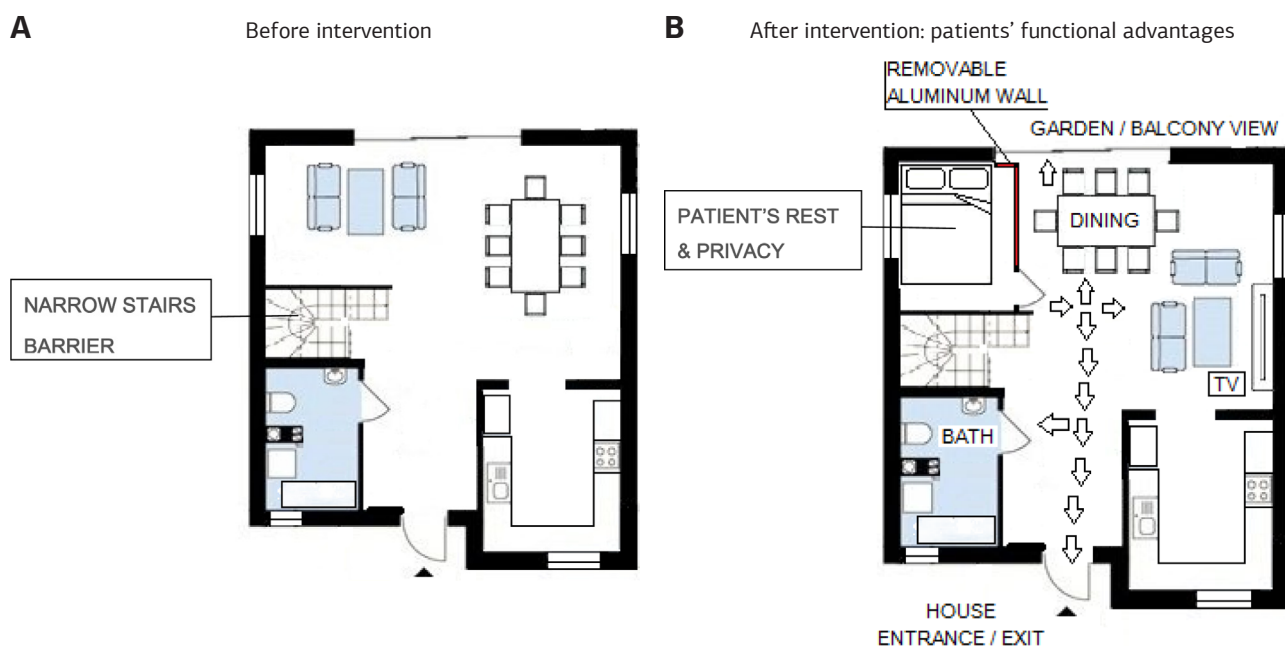 A
Before intervention
NARROW STAIRS
BARRIER
B
After intervention: patients’ functional advantages
REMOVABLE
ALUMINUM WALL
GARDEN / BALCONY VIEW
PATIENT’S REST
& PRIVACY
DINING
TV
BATH
HOUSE
ENTRANCE / EXIT